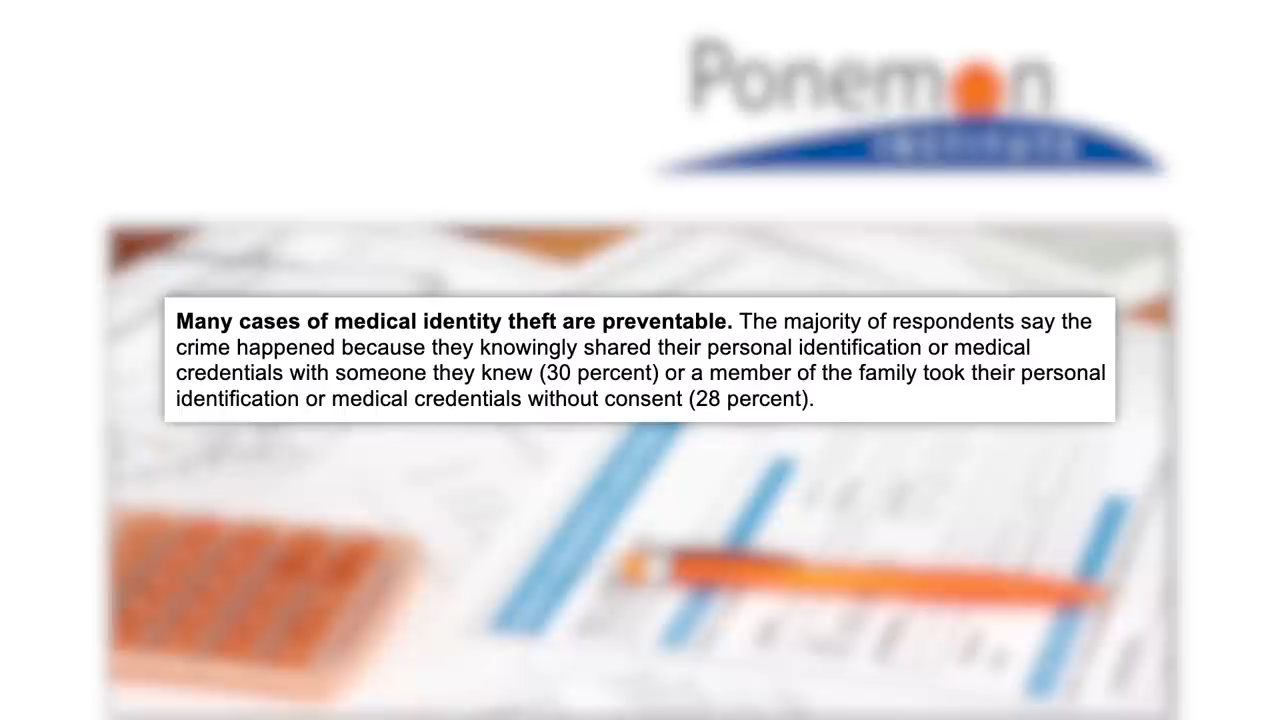 Ponemon
INSTITUTE
Many cases of medical identity theft are preventable. The majority of respondents say the
crime happened because they knowingly shared their personal identification or medical
credentials with someone they knew (30 percent) or a member of the family took their personal
identification or medical credentials without consent (28 percent).